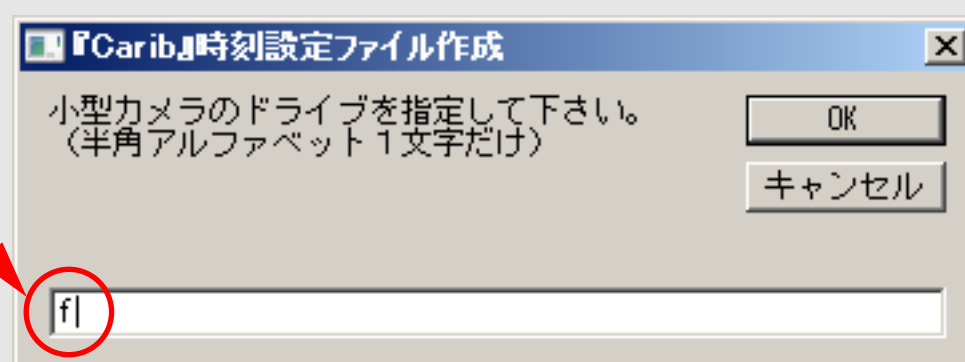 『Carib』時刻設定ファイル作成
小型カメラのドライブを指定して下さい。
（半角アルファベット１文字だけ）
OK
キャンセル
f